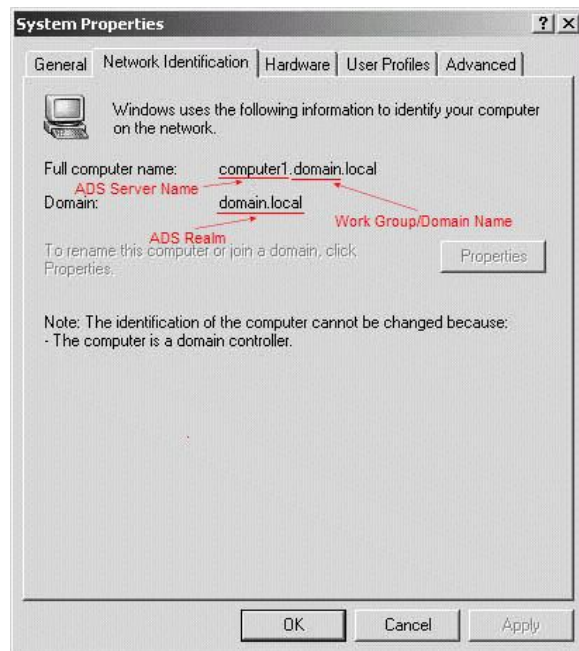 System Properties
? X
General Network Identification Hardware User Profiles Advanced
Windows uses the following information to identify your computer
on the network.
Full computer name: computer1.domain.local
ADS Server Name
Domain: domain.local
Work Group/Domain Name
ADS Realm
To rename this computer or join a domain, click
Properties.
Properties
Note: The identification of the computer cannot be changed because:
- The computer is a domain controller.
OK Cancel Apply